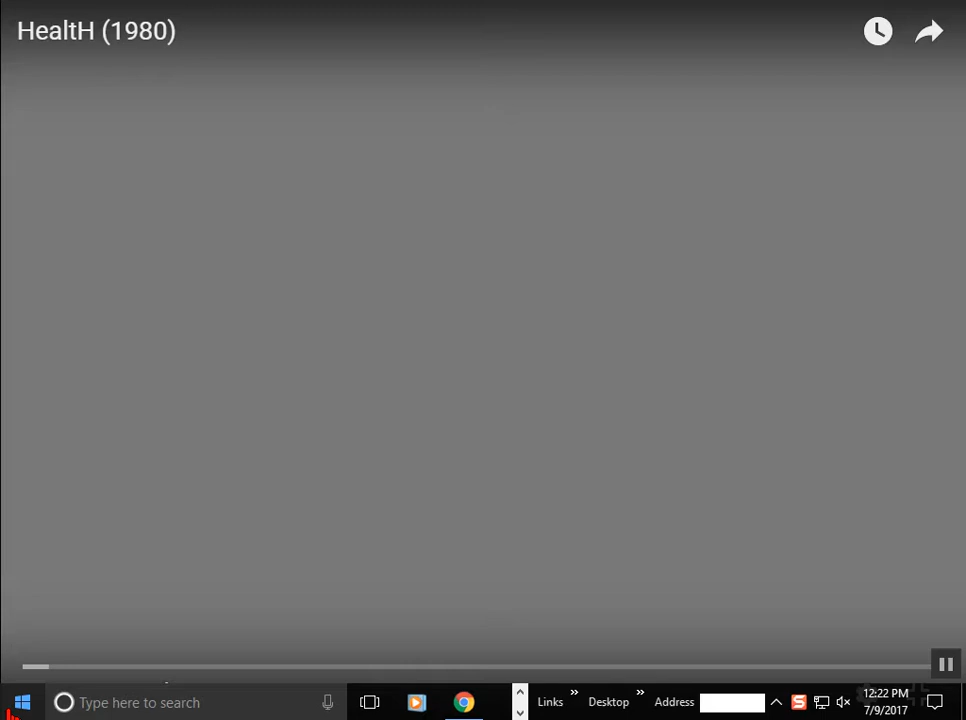 HealtH (1980)
Type here to search
Links
»
Desktop
»
Address
S
12:22 PM
7/9/2017